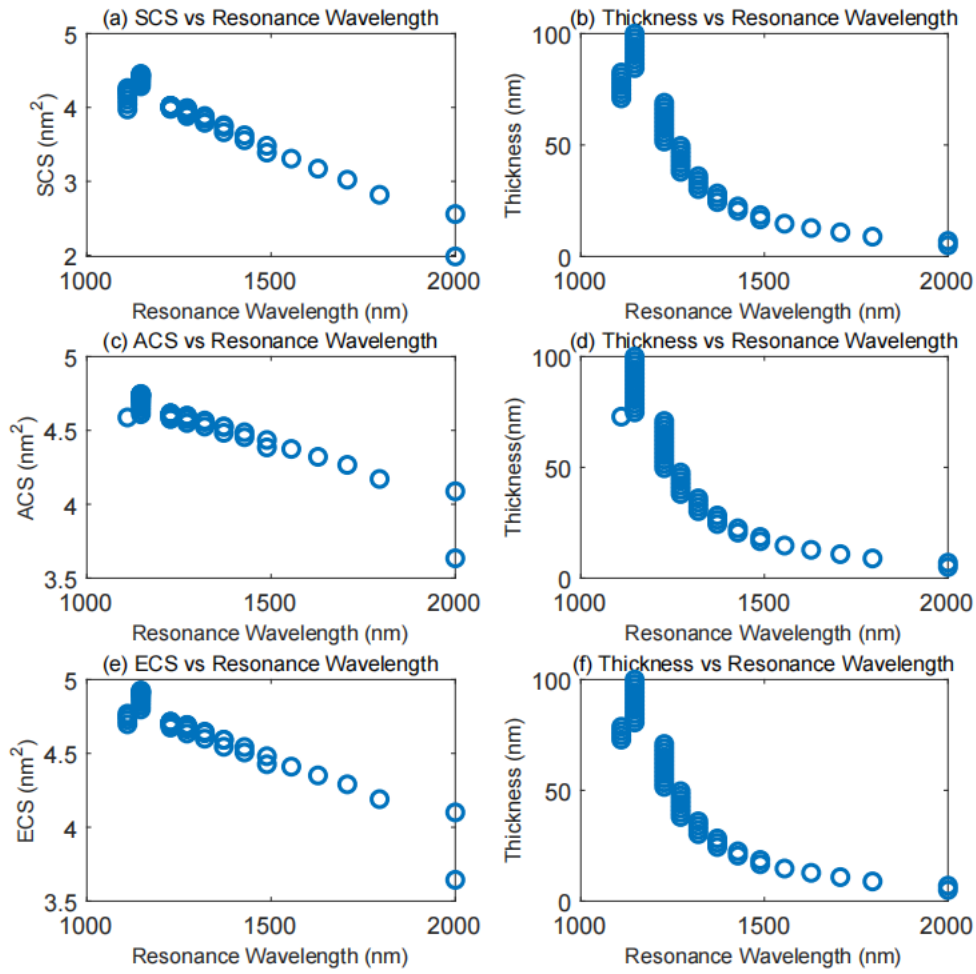 (a) SCS vs Resonance Wavelength
5
4
3
2
SCS (nm²)
1000 1500 2000
Resonance Wavelength (nm)
(b) Thickness vs Resonance Wavelength
100
50
0
Thickness (nm)
1000 1500 2000
Resonance Wavelength (nm)
(c) ACS vs Resonance Wavelength
5
4.5
4
3.5
ACS (nm²)
1000 1500 2000
Resonance Wavelength (nm)
(d) Thickness vs Resonance Wavelength
100
50
0
Thickness(nm)
1000 1500 2000
Resonance Wavelength (nm)
(e) ECS vs Resonance Wavelength
5
4.5
4
3.5
ECS (nm²)
1000 1500 2000
Resonance Wavelength (nm)
(f) Thickness vs Resonance Wavelength
100
50
0
Thickness (nm)
1000 1500 2000
Resonance Wavelength (nm)